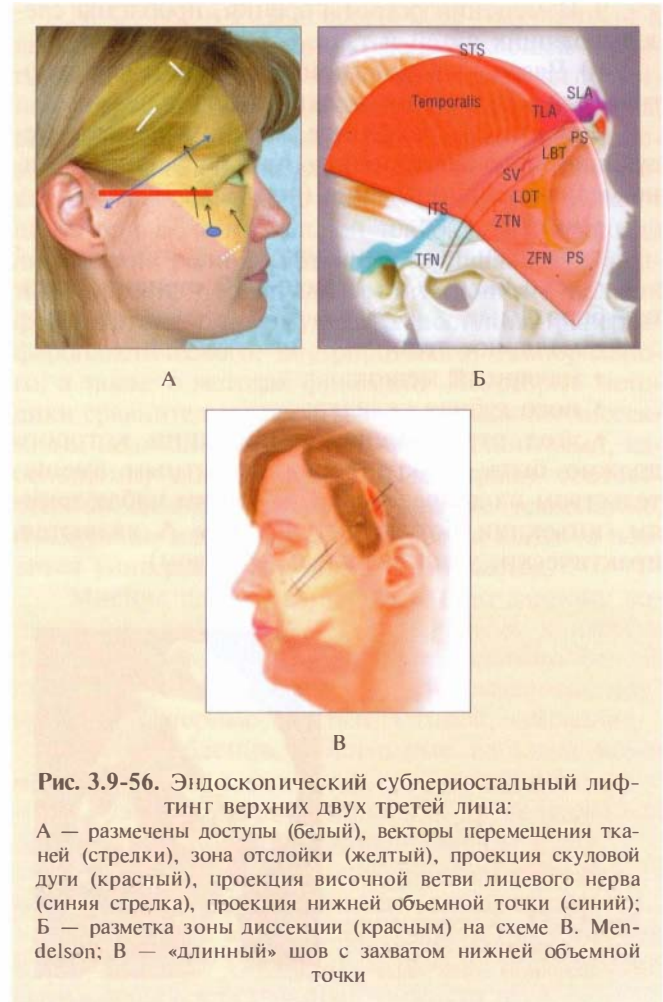 STS
Temporalis
SLA
TLA
PS
LBT
SV
LOT
ITS
ZTN
TFN
ZFN
PS
А
Б
В
Рис. 3.9-56. Эндоскопический субпериостальный лиф-
тинг верхних двух третей лица:
А — размечены доступы (белый), векторы перемещения тка-
ней (стрелки), зона отслойки (желтый), проекция скуловой
дуги (красный), проекция височной ветви лицевого нерва
(синяя стрелка), проекция нижней объемной точки (синий);
Б — разметка зоны диссекции (красным) на схеме B. Men-
delson; В — «длинный» шов с захватом нижней объемной
точки